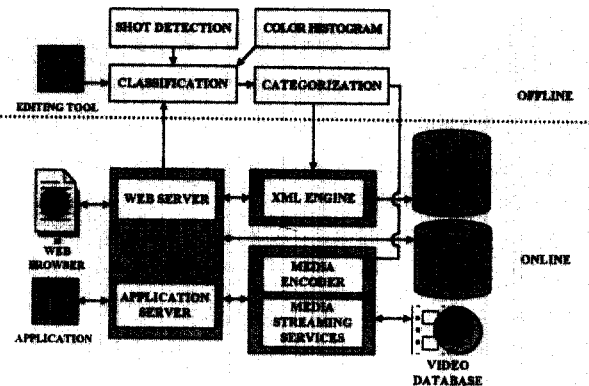 SHOT DETECTION
COLOR HISTOGRAM
CLASSIFICATION
CATEGORIZATION
EDITING TOOL
OFFLINE
WEB SERVER
XML ENGINE
WEB
BROWSER
ONLINE
MEDIA
ENCODER
APPLICATION
SERVER
MEDIA
STREAMING
SERVICES
APPLICATION
VIDEO
DATABASE